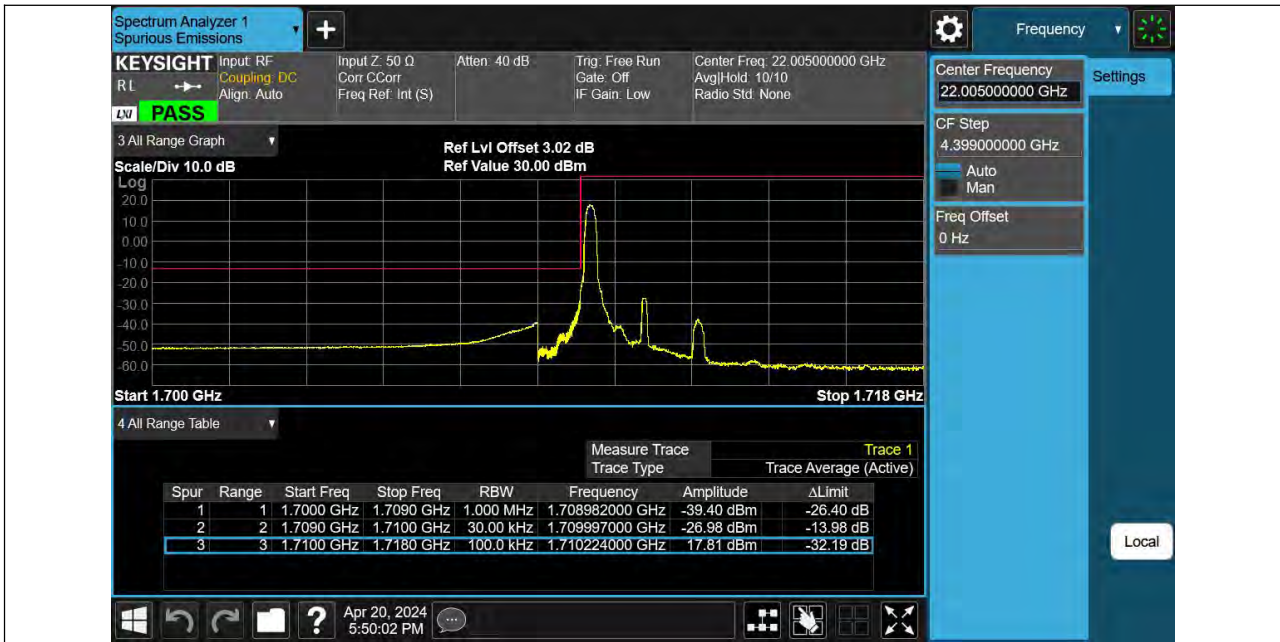 Spectrum Analyzer 1
Spurious Emissions
+
Frequency
KEYSIGHT
RL
LXI PASS
Input: RF
Coupling: DC
Align: Auto
Input Z: 50 Ω
Corr CCorr
Freq Ref: Int (S)
Atten: 40 dB
Trig: Free Run
Gate: Off
IF Gain: Low
Center Freq: 22.005000000 GHz
Avg|Hold: 10/10
Radio Std: None
Center Frequency
22.005000000 GHz
Settings
CF Step
4.399000000 GHz
Auto
Man
Freq Offset
0 Hz
3 All Range Graph
Scale/Div 10.0 dB
Ref Lvl Offset 3.02 dB
Ref Value 30.00 dBm
Log
20.0
10.0
0.00
-10.0
-20.0
-30.0
-40.0
-50.0
-60.0
Start 1.700 GHz Stop 1.718 GHz
4 All Range Table
Measure Trace Trace 1
Trace Type Trace Average (Active)
Spur Range Start Freq Stop Freq RBW Frequency Amplitude ΔLimit
1 1 1.7000 GHz 1.7090 GHz 1.000 MHz 1.708982000 GHz -39.40 dBm -26.40 dB
2 2 1.7090 GHz 1.7100 GHz 30.00 kHz 1.709997000 GHz -26.98 dBm -13.98 dB
3 3 1.7100 GHz 1.7180 GHz 100.0 kHz 1.710224000 GHz 17.81 dBm -32.19 dB
Local
?
Apr 20, 2024
5:50:02 PM